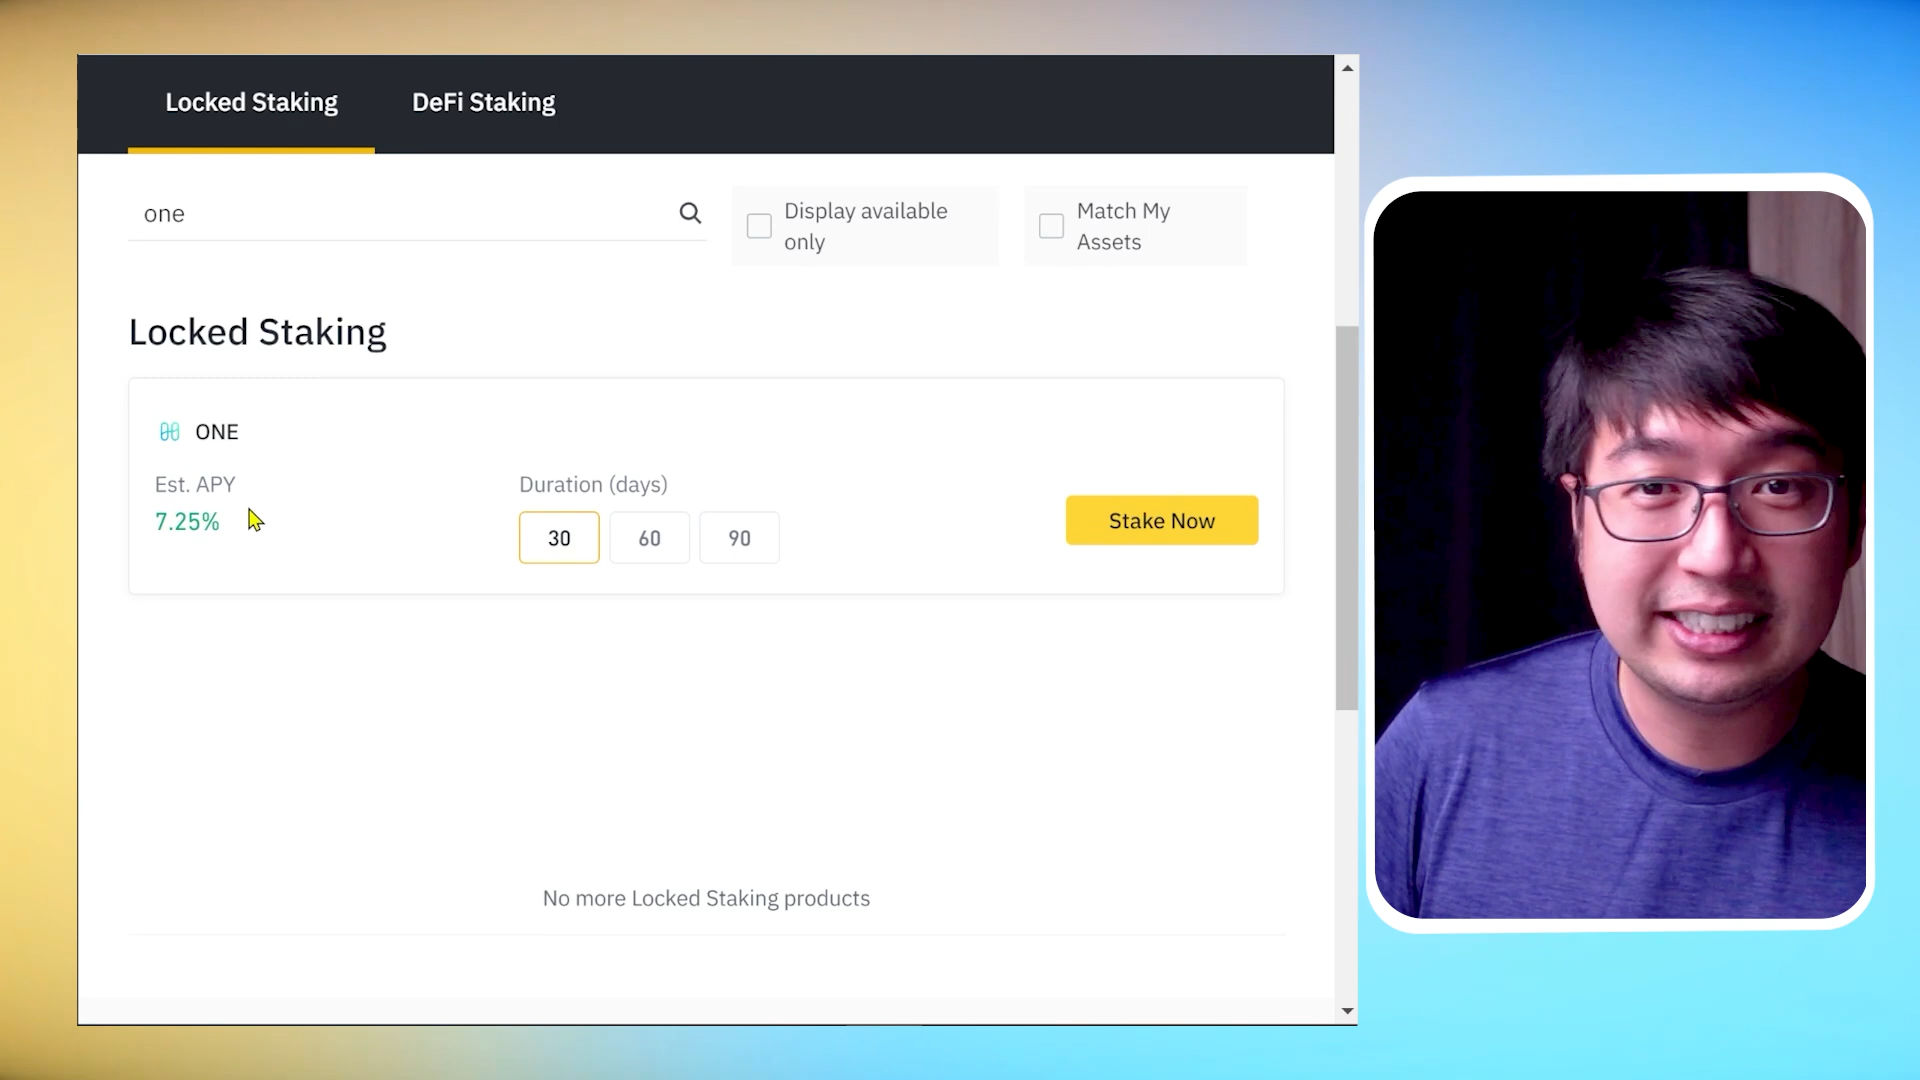 Locked Staking
DeFi Staking
one
Display available
only
Match My
Assets
Locked Staking
ONE
Est. APY
7.25%
Duration (days)
30
60
90
Stake Now
No more Locked Staking products